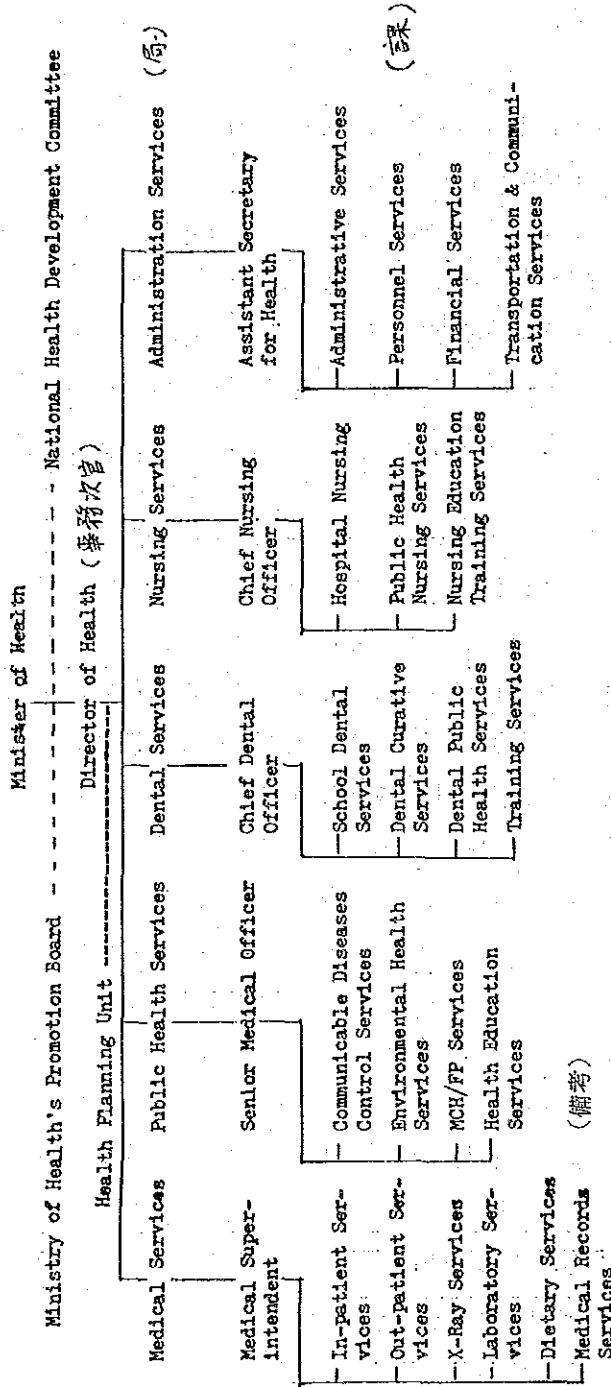 Minister of Health
Ministry of Health's Promotion Board
National Health Development Committee
Director of Health (事務次官)
Health Planning Unit
Medical Services
Public Health Services
Dental Services
Nursing Services
Administration Services
(局)
Medical Super-
intendent
Senior Medical Officer
Chief Dental
Officer
Chief Nursing
Officer
Assistant Secretary
for Health
In-patient Ser-
vices
Out-patient Ser-
vices
X-Ray Services
Laboratory Ser-
vices
Dietary Services
Medical Records
Services
Communicable Diseases
Control Services
Environmental Health
Services
MCH/FP Services
Health Education
Services
School Dental
Services
Dental Curative
Services
Dental Public
Health Services
Training Services
Hospital Nursing
Public Health
Nursing Services
Nursing Education
Training Services
Administrative Services
Personnel Services
Financial Services
Transportation & Communi-
cation Services
(課)
(備考)